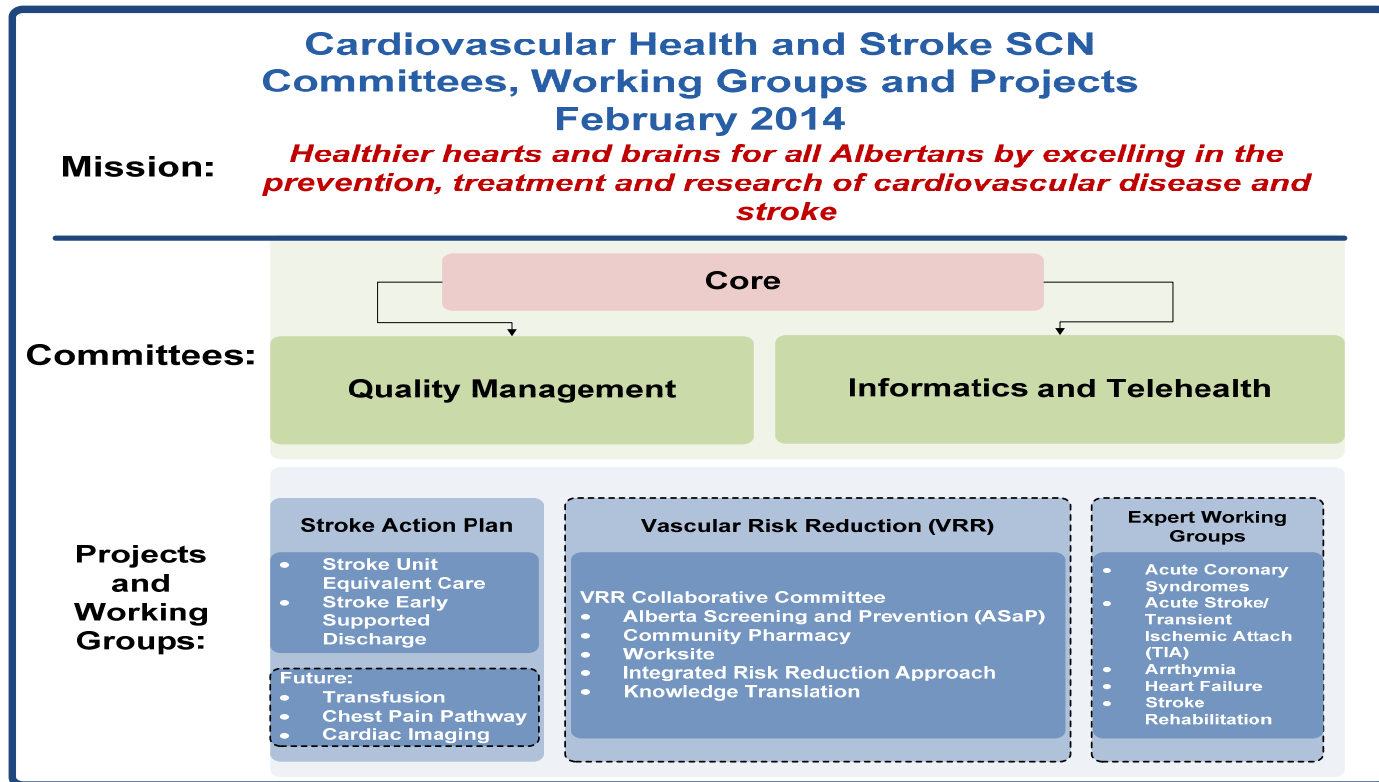 Cardiovascular Health and Stroke SCN
Committees, Working Groups and Projects
February 2014
Mission:
Healthier hearts and brains for all Albertans by excelling in the
prevention, treatment and research of cardiovascular disease and
stroke
Committees:
Core
Quality Management
Informatics and Telehealth
Projects
and
Working
Groups:
Stroke Action Plan
• Stroke Unit
Equivalent Care
• Stroke Early
Supported
Discharge
Future:
• Transfusion
• Chest Pain Pathway
• Cardiac Imaging
Vascular Risk Reduction (VRR)
VRR Collaborative Committee
• Alberta Screening and Prevention (ASaP)
• Community Pharmacy
• Worksite
• Integrated Risk Reduction Approach
• Knowledge Translation
Expert Working
Groups
• Acute Coronary
Syndromes
• Acute Stroke/
Transient
Ischemic Attach
(TIA)
• Arrthymia
• Heart Failure
• Stroke
Rehabilitation